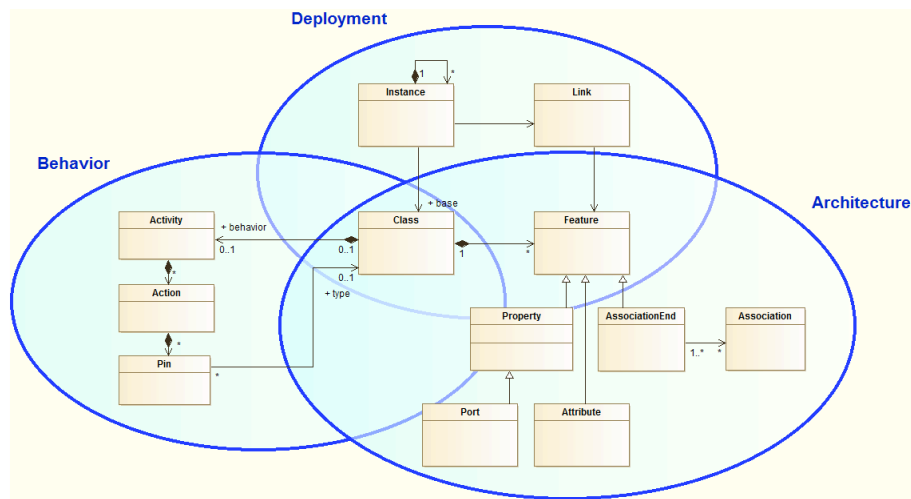 Deployment
1
*
Instance
Link
Behavior
Architecture
+ base
Activity
Class
Feature
+ behavior
0..1
0..1
1
*
*
0..1
+ type
Action
*
Property
AssociationEnd
Association
1..*
*
Pin
*
Port
Attribute